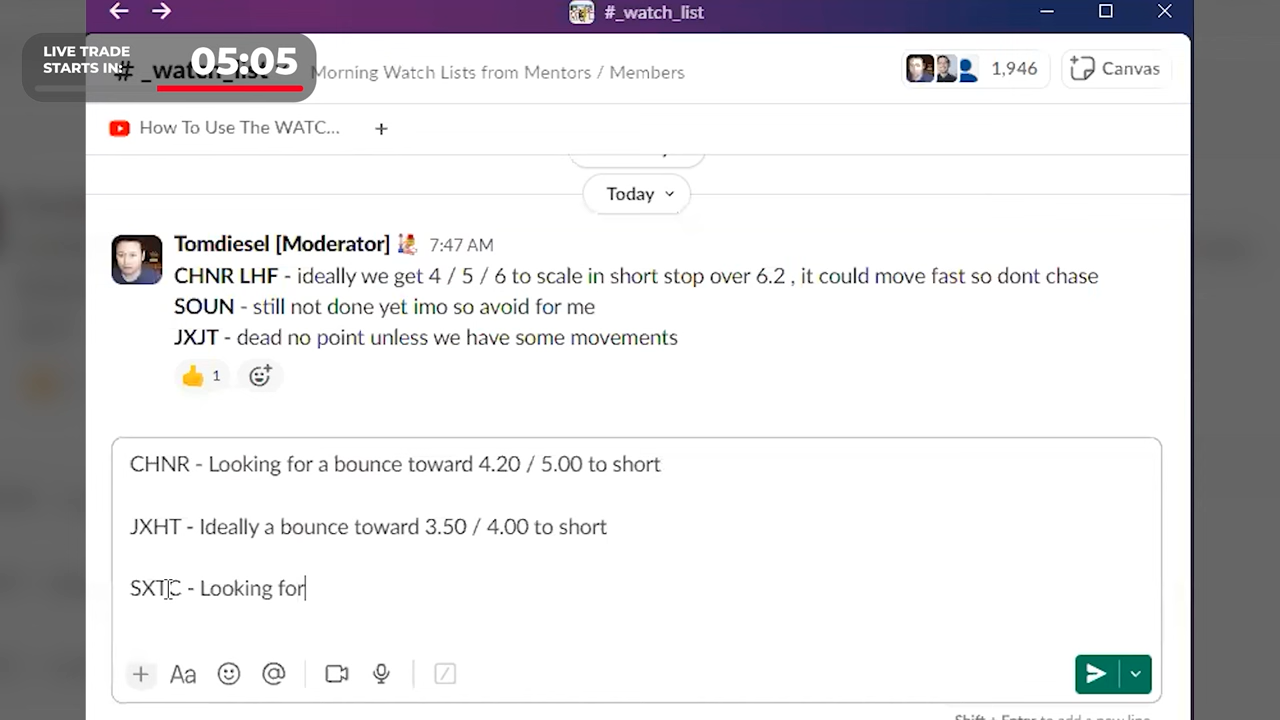 # _watch_list
LIVE TRADE
STARTS IN:
05:05
# _watch_list
Morning Watch Lists from Mentors / Members
1,946
Canvas
How To Use The WATC...
+
Today
Tomdiesel [Moderator] 7:47 AM
CHNR LHF - ideally we get 4 / 5 / 6 to scale in short stop over 6.2 , it could move fast so dont chase
SOUN - still not done yet imo so avoid for me
JXJT - dead no point unless we have some movements
1
CHNR - Looking for a bounce toward 4.20 / 5.00 to short
JXHT - Ideally a bounce toward 3.50 / 4.00 to short
SXTC - Looking for
Aa
Shift + Enter to add a new line